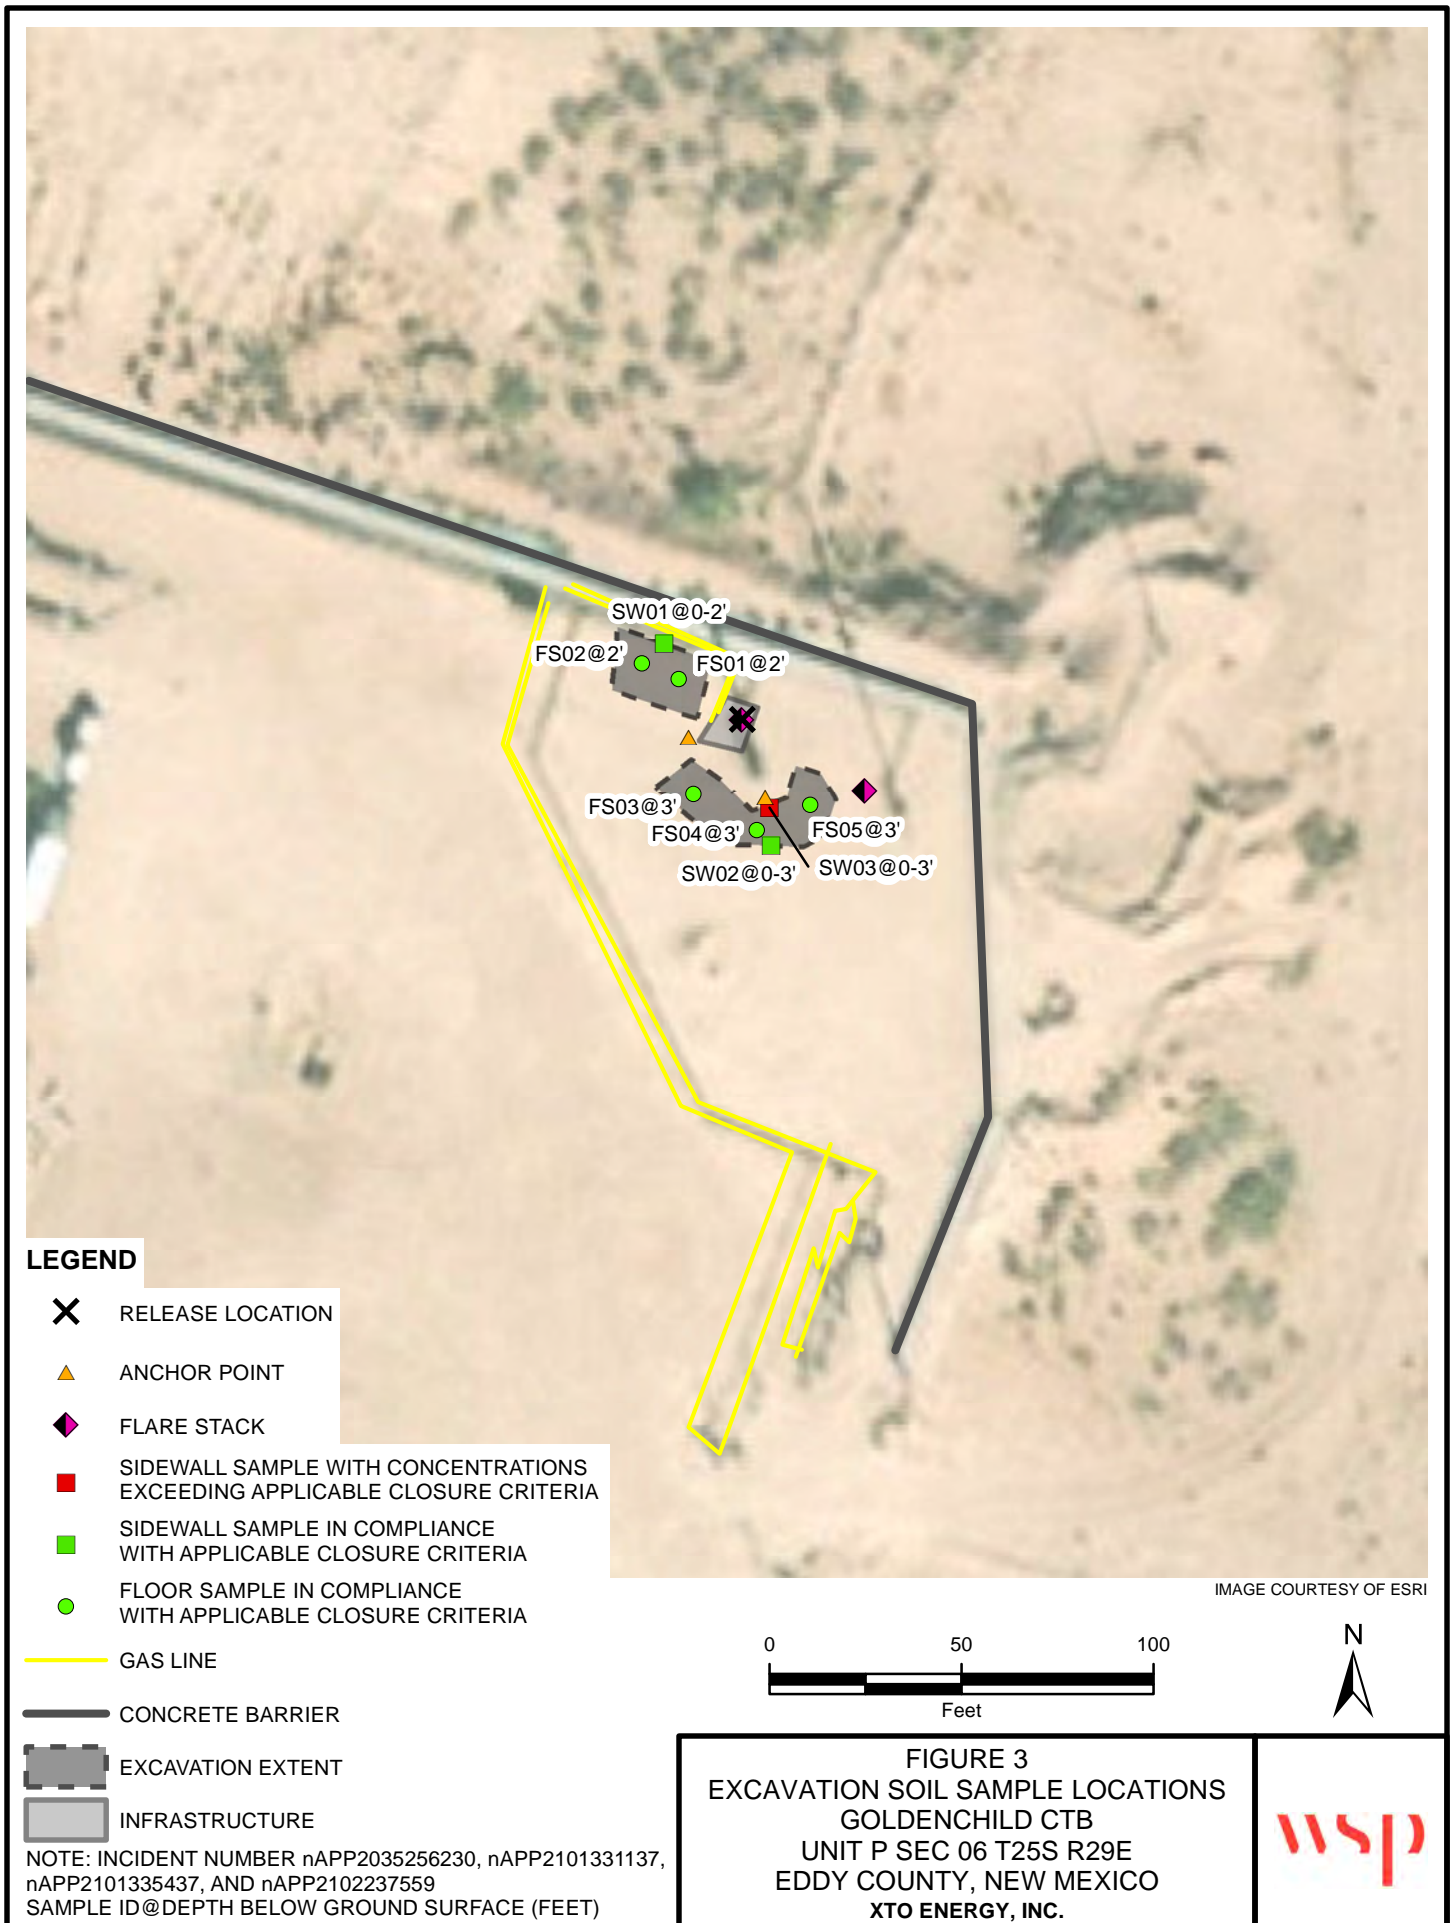 SW01@0-2'
FS02@2'
FS01@2'
FS03@3'
FS04@3'
FS05@3'
SW02@0-3'
SW03@0-3'
LEGEND
RELEASE LOCATION
ANCHOR POINT
FLARE STACK
SIDEWALL SAMPLE WITH CONCENTRATIONS
EXCEEDING APPLICABLE CLOSURE CRITERIA
SIDEWALL SAMPLE IN COMPLIANCE
WITH APPLICABLE CLOSURE CRITERIA
FLOOR SAMPLE IN COMPLIANCE
WITH APPLICABLE CLOSURE CRITERIA
GAS LINE
CONCRETE BARRIER
EXCAVATION EXTENT
INFRASTRUCTURE
NOTE: INCIDENT NUMBER nAPP2035256230, nAPP2101331137,
nAPP2101335437, AND nAPP2102237559
SAMPLE ID@DEPTH BELOW GROUND SURFACE (FEET)
IMAGE COURTESY OF ESRI
0 50 100
Feet
N
FIGURE 3
EXCAVATION SOIL SAMPLE LOCATIONS
GOLDENCHILD CTB
UNIT P SEC 06 T25S R29E
EDDY COUNTY, NEW MEXICO
XTO ENERGY, INC.
wsp